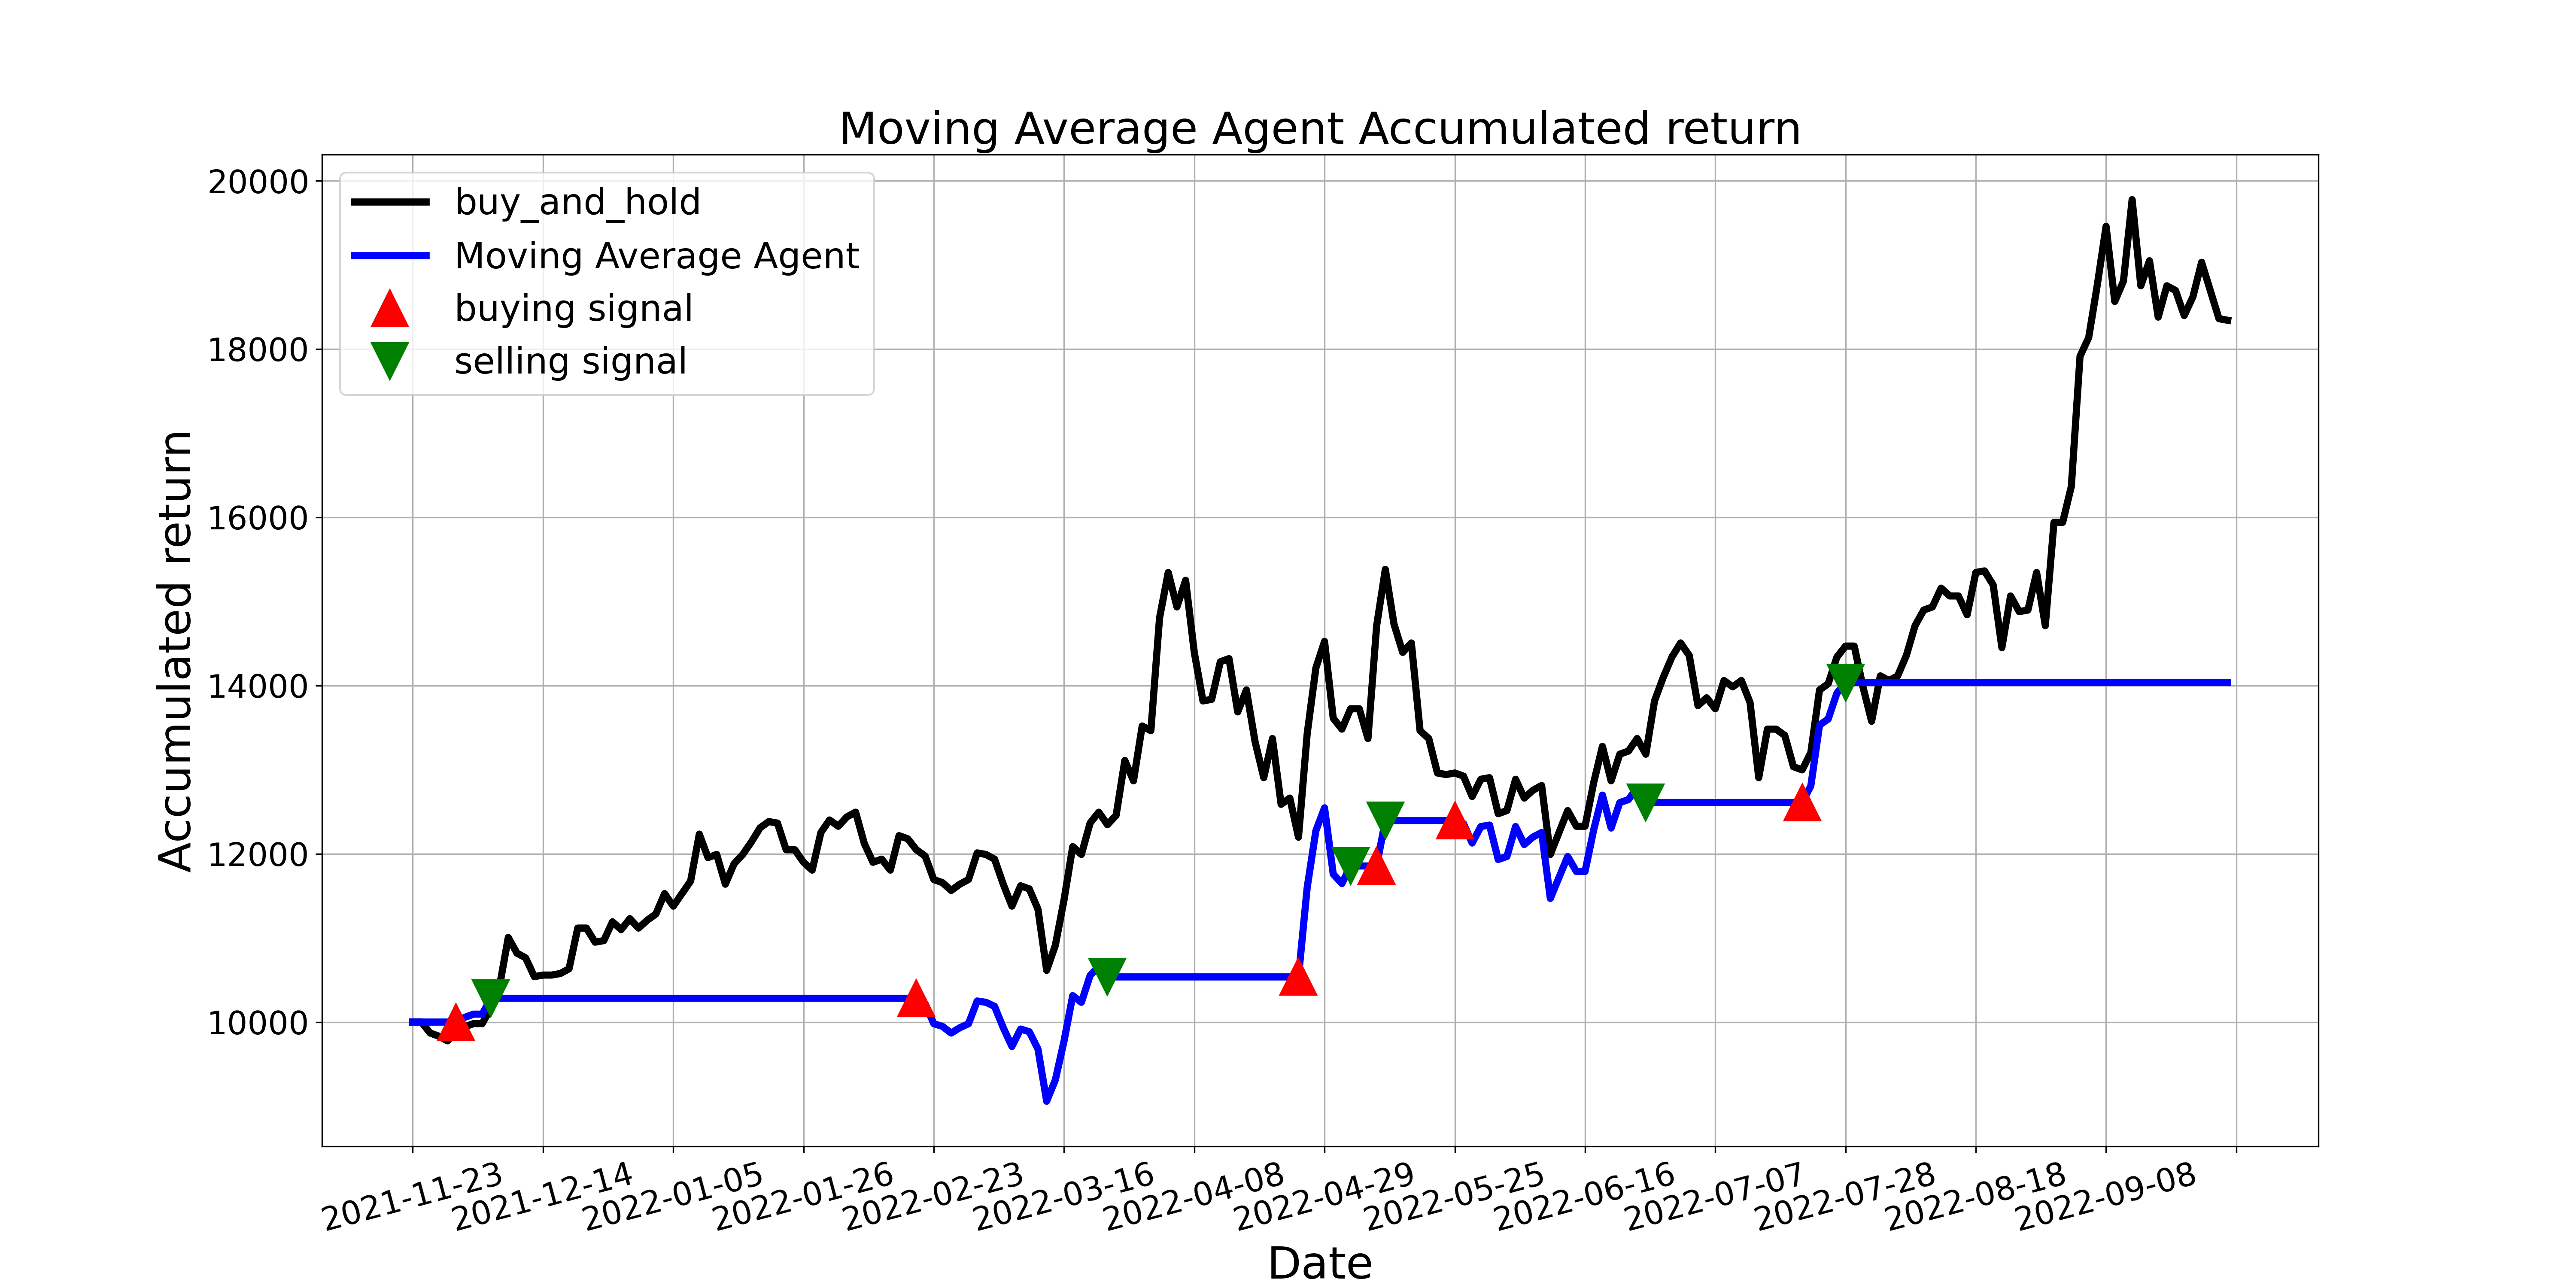 Moving Average Agent Accumulated return
20000
18000
16000
14000
12000
10000
Accumulated return
buy_and_hold
Moving Average Agent
buying signal
selling signal
2021-11-23
2021-12-14
2022-01-05
2022-01-26
2022-02-23
2022-03-16
2022-04-08
2022-04-29
2022-05-25
2022-06-16
2022-07-07
2022-07-28
2022-08-18
2022-09-08
Date